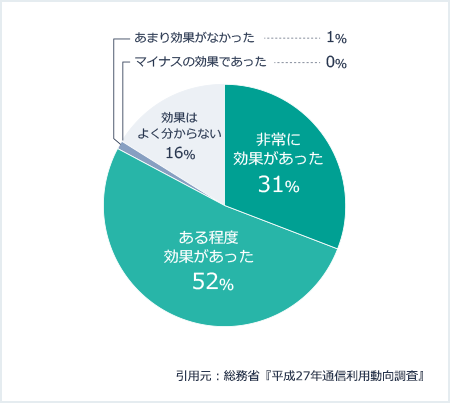 あまり効果がなかった 1%
マイナスの効果であった 0%
効果は
よく分からない
16%
非常に
効果があった
31%
ある程度
効果があった
52%
引用元：総務省『平成27年通信利用動向調査』